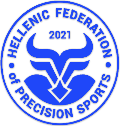 HELLENIC FEDERATION
2021
of PRECISION SPORTS